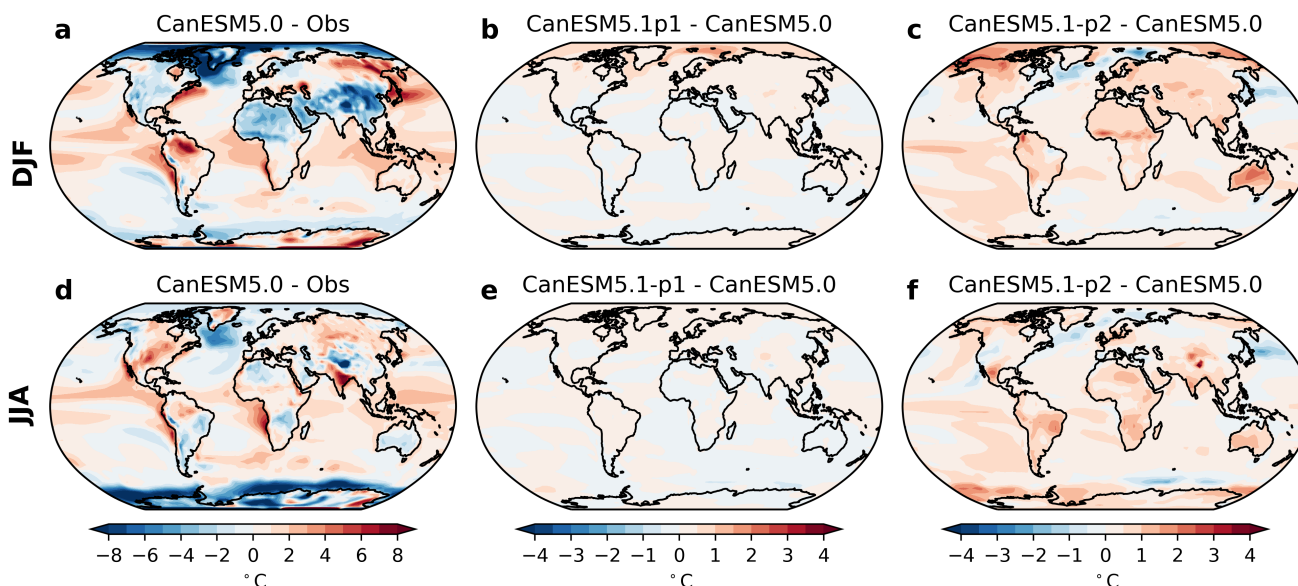 a CanESM5.0 - Obs
b CanESM5.1p1 - CanESM5.0
c CanESM5.1-p2 - CanESM5.0
DJF
d CanESM5.0 - Obs
e CanESM5.1-p1 - CanESM5.0
f CanESM5.1-p2 - CanESM5.0
JJA
−8 −6 −4 −2 0 2 4 6 8
°C
−4 −3 −2 −1 0 1 2 3 4
°C
−4 −3 −2 −1 0 1 2 3 4
°C